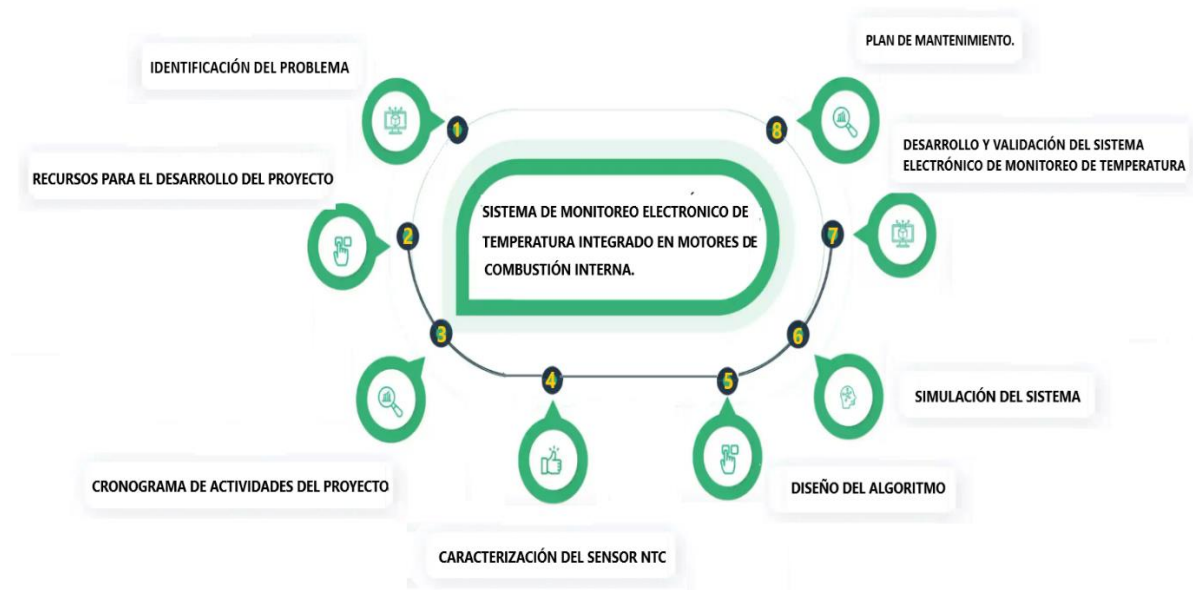 IDENTIFICACIÓN DEL PROBLEMA
1
RECURSOS PARA EL DESARROLLO DEL PROYECTO
2
CRONOGRAMA DE ACTIVIDADES DEL PROYECTO
3
CARACTERIZACIÓN DEL SENSOR NTC
4
DISEÑO DEL ALGORITMO
5
SIMULACIÓN DEL SISTEMA
6
DESARROLLO Y VALIDACIÓN DEL SISTEMA
ELECTRÓNICO DE MONITOREO DE TEMPERATURA
7
PLAN DE MANTENIMIENTO.
8
SISTEMA DE MONITOREO ELECTRÓNICO DE
TEMPERATURA INTEGRADO EN MOTORES DE
COMBUSTIÓN INTERNA.